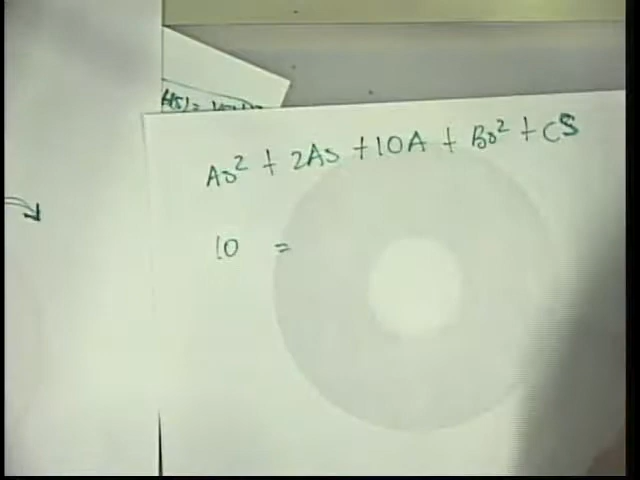 As² + 2As + 10A + Bs² + CS
10 =